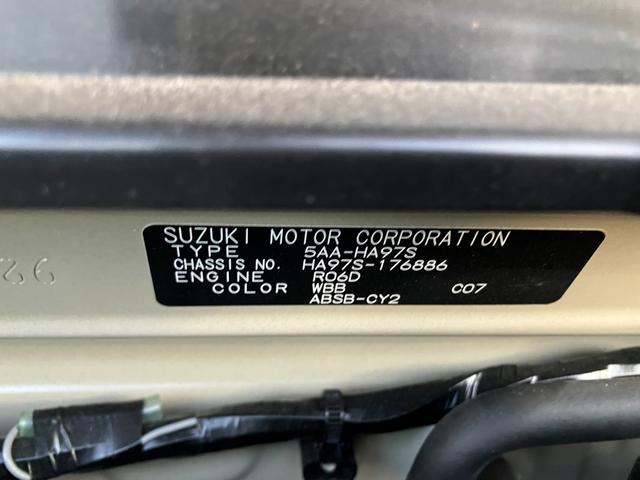 SUZUKI MOTOR CORPORATION
TYPE 5AA-HA97S
CHASSIS NO. HA97S-176886
ENGINE R06D
COLOR WBB C07
ABSB-CY2